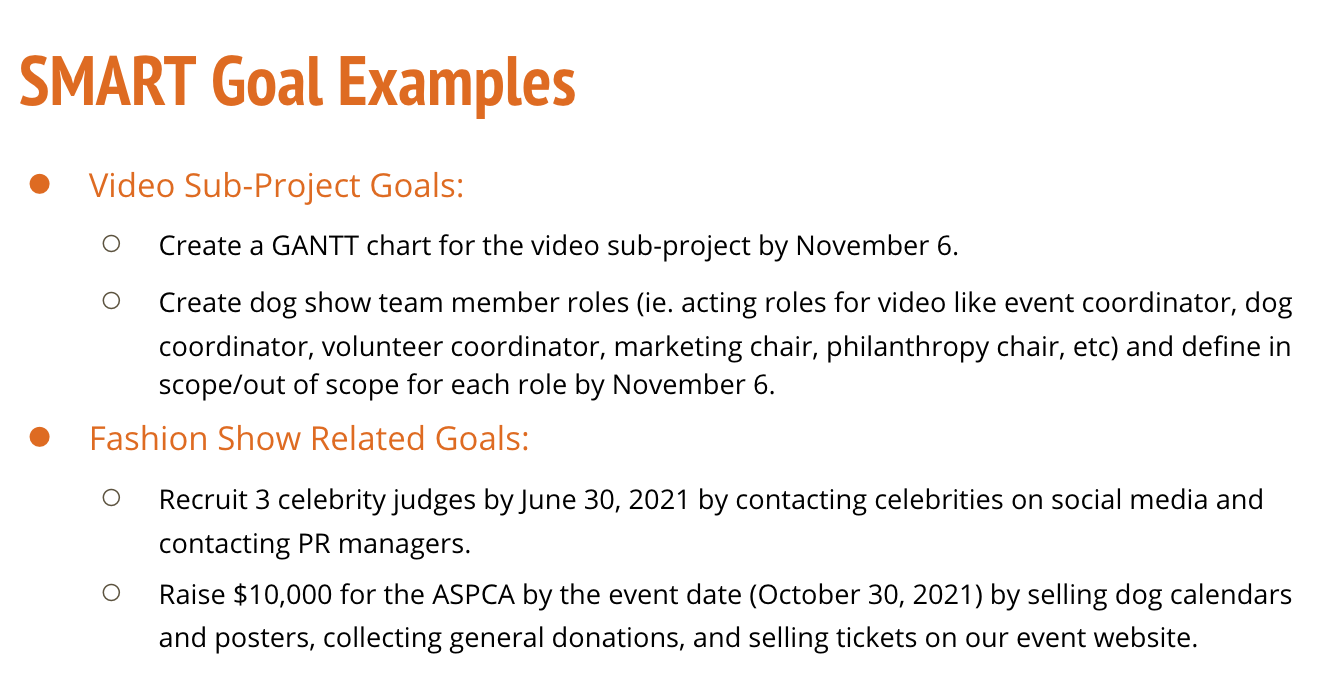 SMART Goal Examples
Video Sub-Project Goals:
Create a GANTT chart for the video sub-project by November 6.
Create dog show team member roles (ie. acting roles for video like event coordinator, dog
coordinator, volunteer coordinator, marketing chair, philanthropy chair, etc) and define in
scope/out of scope for each role by November 6.
Fashion Show Related Goals:
Recruit 3 celebrity judges by June 30, 2021 by contacting celebrities on social media and
contacting PR managers.
Raise $10,000 for the ASPCA by the event date (October 30, 2021) by selling dog calendars
and posters, collecting general donations, and selling tickets on our event website.